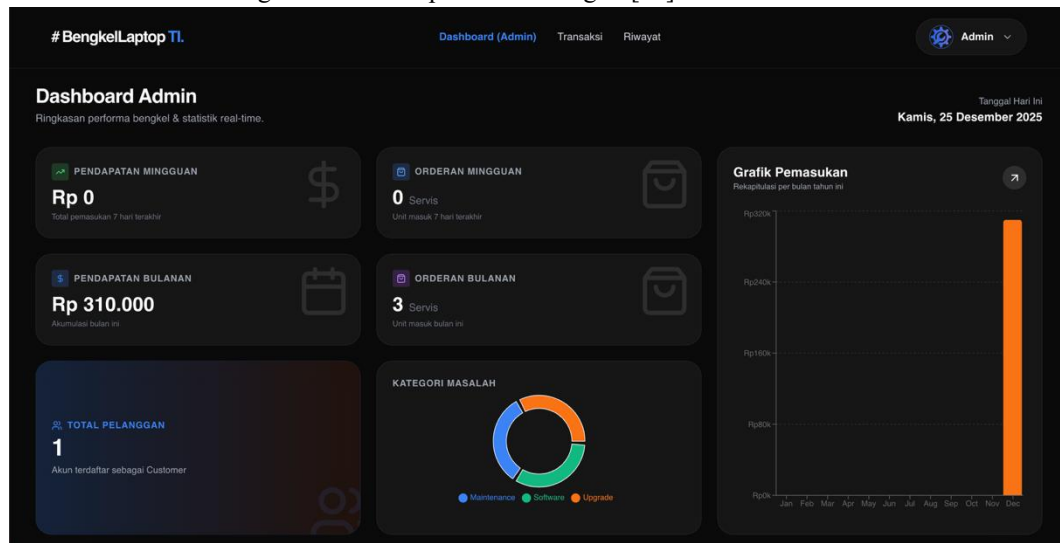 #BengkelLaptop TI.
Dashboard (Admin) Transaksi Riwayat
Admin
Dashboard Admin
Ringkasan performa bengkel & statistik real-time.
Tanggal Hari Ini
Kamis, 25 Desember 2025
PENDAPATAN MINGGUAN
Rp 0
Total pemasukan 7 hari terakhir
ORDERAN MINGGUAN
0 Servis
Unit masuk 7 hari terakhir
PENDAPATAN BULANAN
Rp 310.000
Akumulasi bulan ini
ORDERAN BULANAN
3 Servis
Unit masuk bulan ini
TOTAL PELANGGAN
1
Akun terdaftar sebagai Customer
KATEGORI MASALAH
Maintenance Software Upgrade
Grafik Pemasukan
Rekapitulasi per bulan tahun ini
Rp320k
Rp240k
Rp160k
Rp80k
Rp0k
Jan Feb Mar Apr May Jun Jul Aug Sep Oct Nov Dec